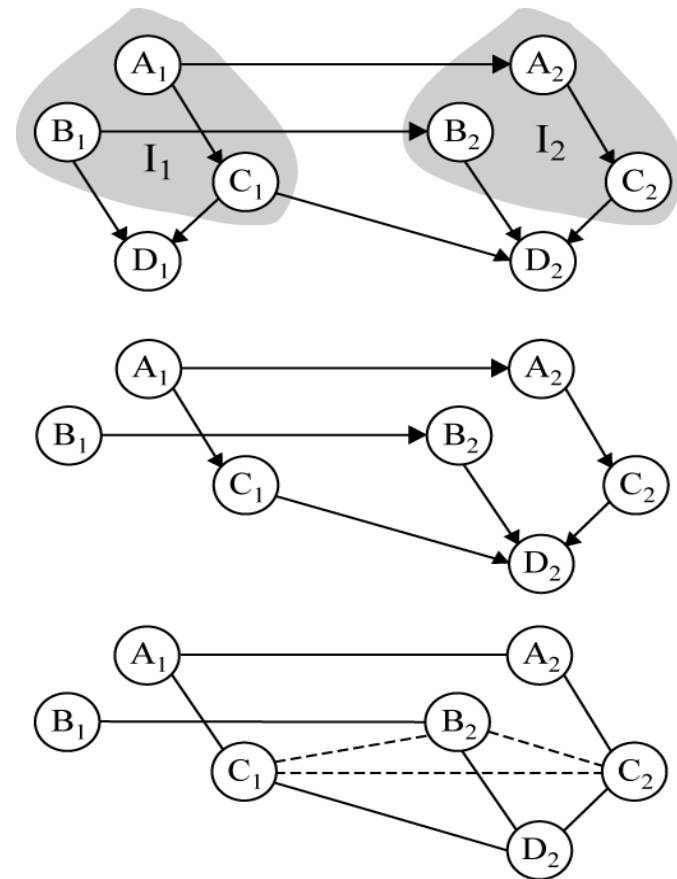 A₁ A₂
B₁ I₁ B₂ I₂
C₁ C₂
D₁ D₂
A₁ A₂
B₁ B₂
C₁ C₂
D₂
A₁ A₂
B₁ B₂
C₁ C₂
D₂